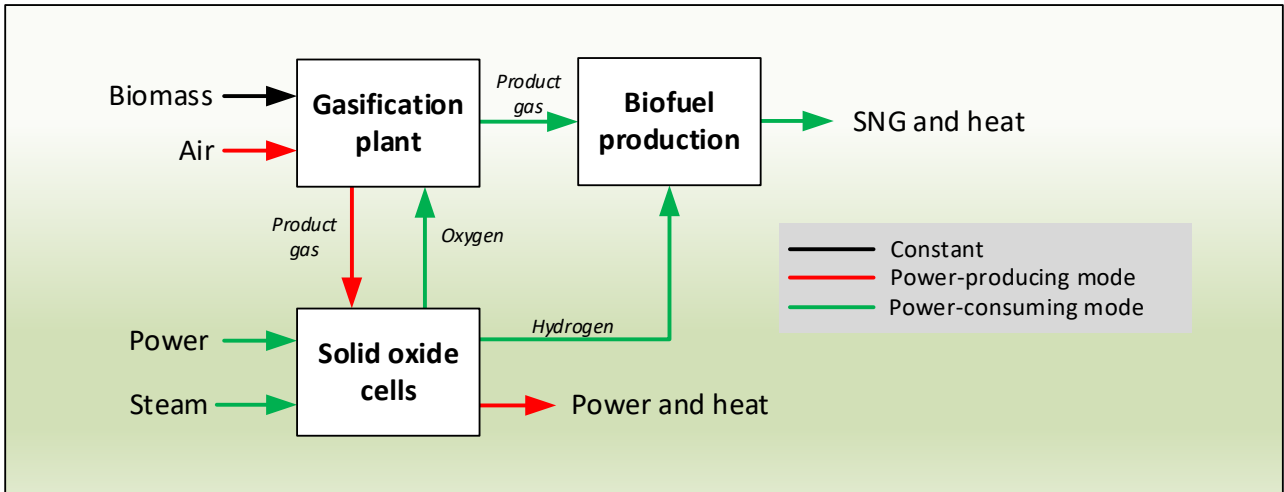 Biomass
Air
Gasification
plant
Product
gas
Biofuel
production
SNG and heat
Product
gas
Oxygen
Constant
Power-producing mode
Power-consuming mode
Power
Steam
Solid oxide
cells
Hydrogen
Power and heat